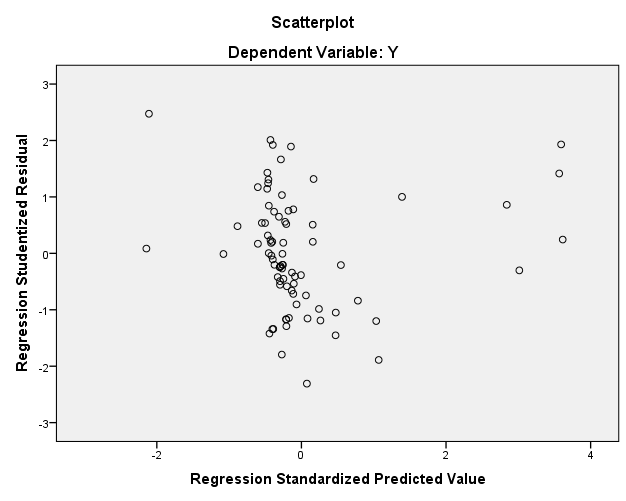 Scatterplot
Dependent Variable: Y
Regression Studentized Residual
3
2
1
0
-1
-2
-3
-2
0
2
4
Regression Standardized Predicted Value